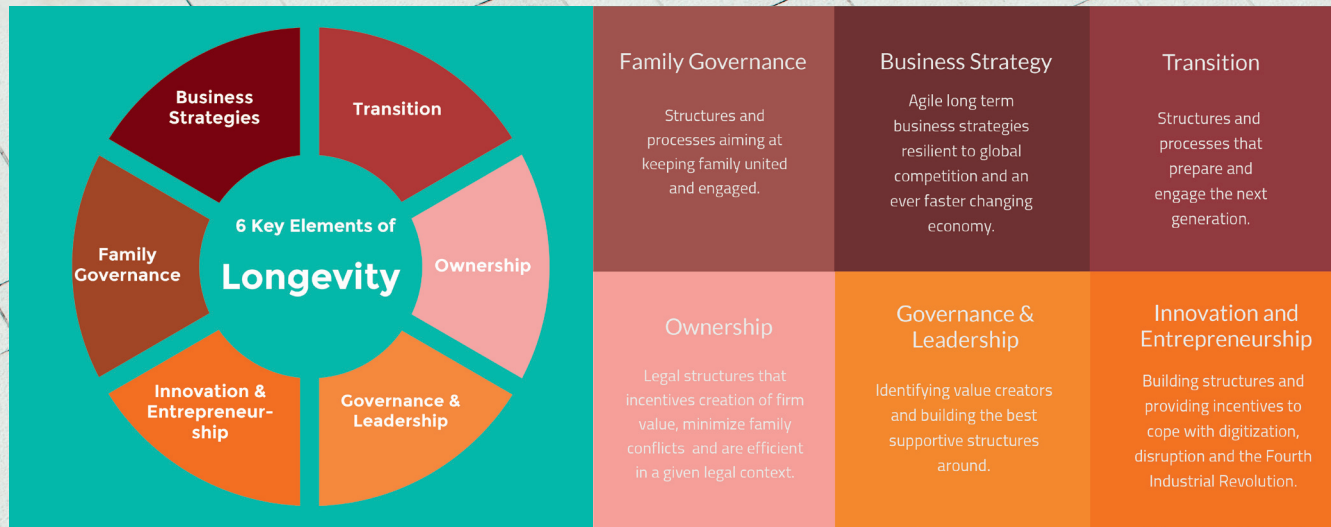 Business
Strategies
Transition
Family
Governance
6 Key Elements of
Longevity
Ownership
Innovation &
Entrepreneur-
ship
Governance &
Leadership
Family Governance
Structures and
processes aiming at
keeping family united
and engaged.
Business Strategy
Agile long term
business strategies
resilient to global
competition and an
ever faster changing
economy.
Transition
Structures and
processes that
prepare and
engage the next
generation.
Ownership
Legal structures that
incentives creation of firm
value, minimize family
conflicts and are efficient
in a given legal context.
Governance &
Leadership
Identifying value creators
and building the best
supportive structures
around.
Innovation and
Entrepreneurship
Building structures and
providing incentives to
cope with digitization,
disruption and the Fourth
Industrial Revolution.